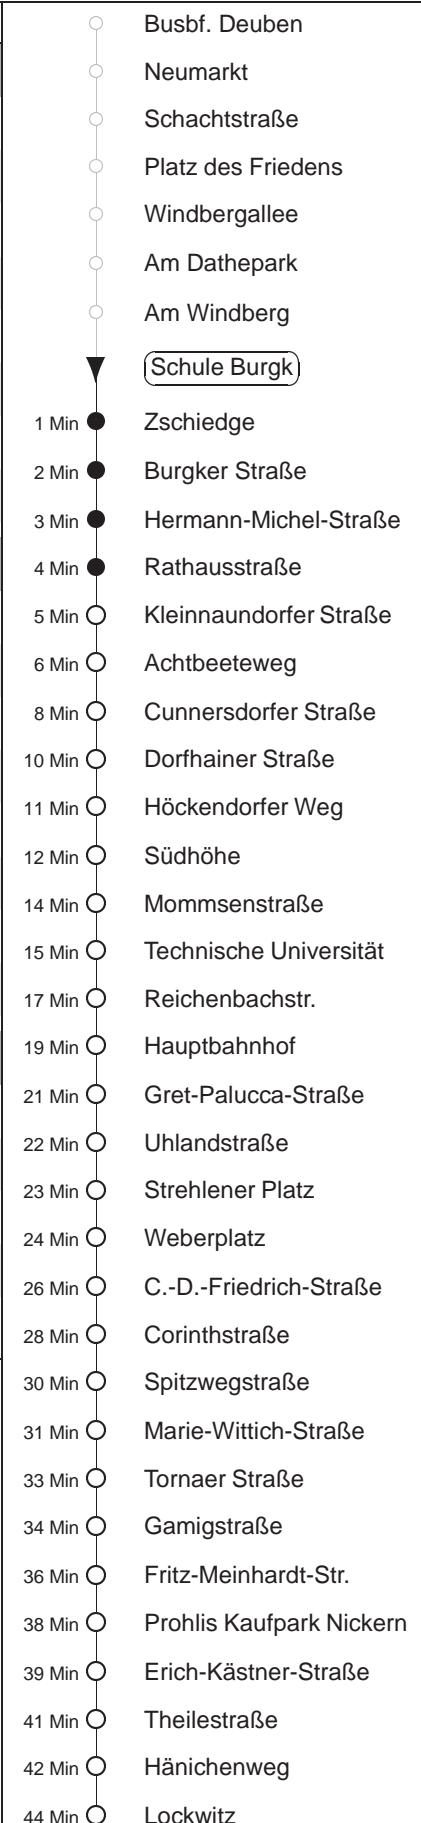 Busbf. Deuben
Neumarkt
Schachtstraße
Platz des Friedens
Windbergallee
Am Dathepark
Am Windberg
Schule Burgk
1 Min Zschiedge
2 Min Burgker Straße
3 Min Hermann-Michel-Straße
4 Min Rathausstraße
5 Min Kleinnaundorfer Straße
6 Min Achtbeeteweg
8 Min Cunnersdorfer Straße
10 Min Dorfhainer Straße
11 Min Höckendorfer Weg
12 Min Südhöhe
14 Min Mommsenstraße
15 Min Technische Universität
17 Min Reichenbachstr.
19 Min Hauptbahnhof
21 Min Gret-Palucca-Straße
22 Min Uhlandstraße
23 Min Strehlener Platz
24 Min Weberplatz
26 Min C.-D.-Friedrich-Straße
28 Min Corinthstraße
30 Min Spitzwegstraße
31 Min Marie-Wittich-Straße
33 Min Tornaer Straße
34 Min Gamigstraße
36 Min Fritz-Meinhardt-Str.
38 Min Prohlis Kaufpark Nickern
39 Min Erich-Kästner-Straße
41 Min Theilestraße
42 Min Hänichenweg
44 Min Lockwitz